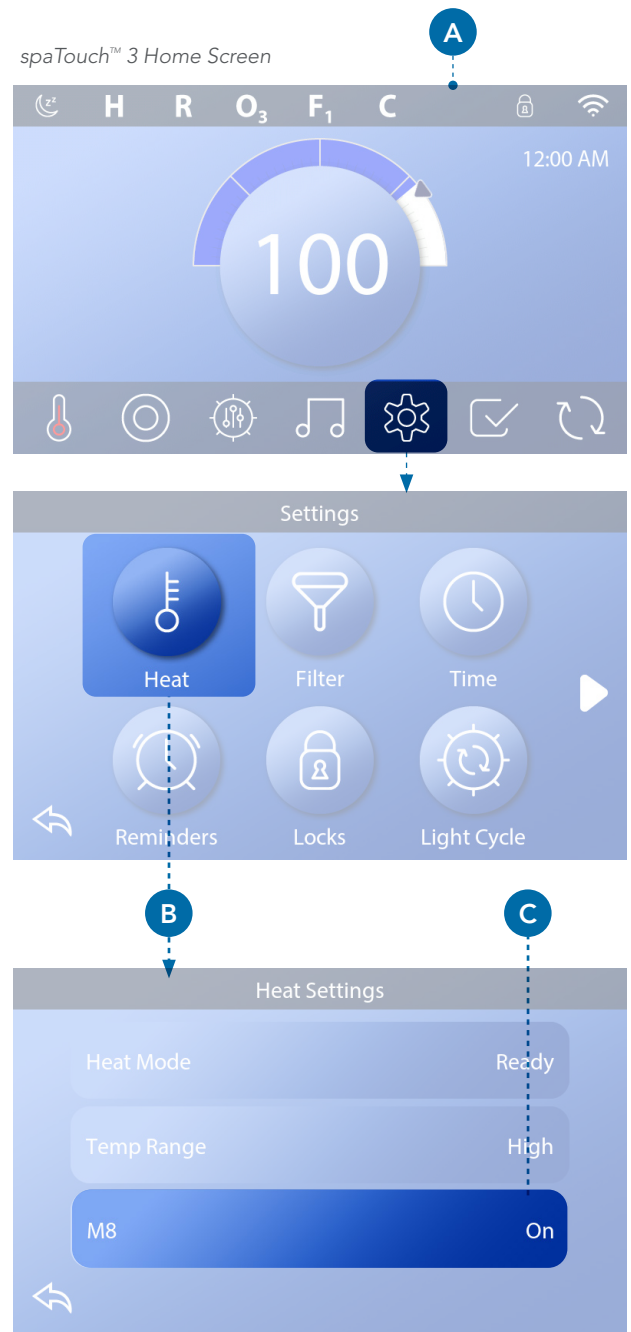 A
spaTouch™ 3 Home Screen
zᶻᶻ H R O₃ F₁ C
12:00 AM
100
Settings
Heat Filter Time
Reminders Locks Light Cycle
B C
Heat Settings
Heat Mode Ready
Temp Range High
M8 On